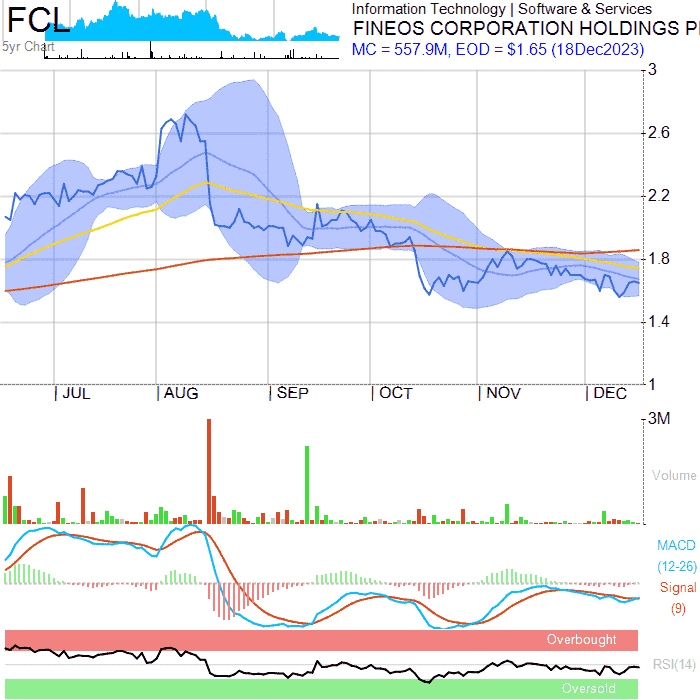 FCL
5yr Chart
Information Technology | Software & Services
FINEOS CORPORATION HOLDINGS
MC = 557.9M, EOD = $1.65 (18Dec2023)
3
2.6
2.2
1.8
1.4
1
JUL AUG SEP OCT NOV DEC
3M
Volume
MACD
(12-26)
Signal
(9)
Overbought
RSI(14)
Oversold